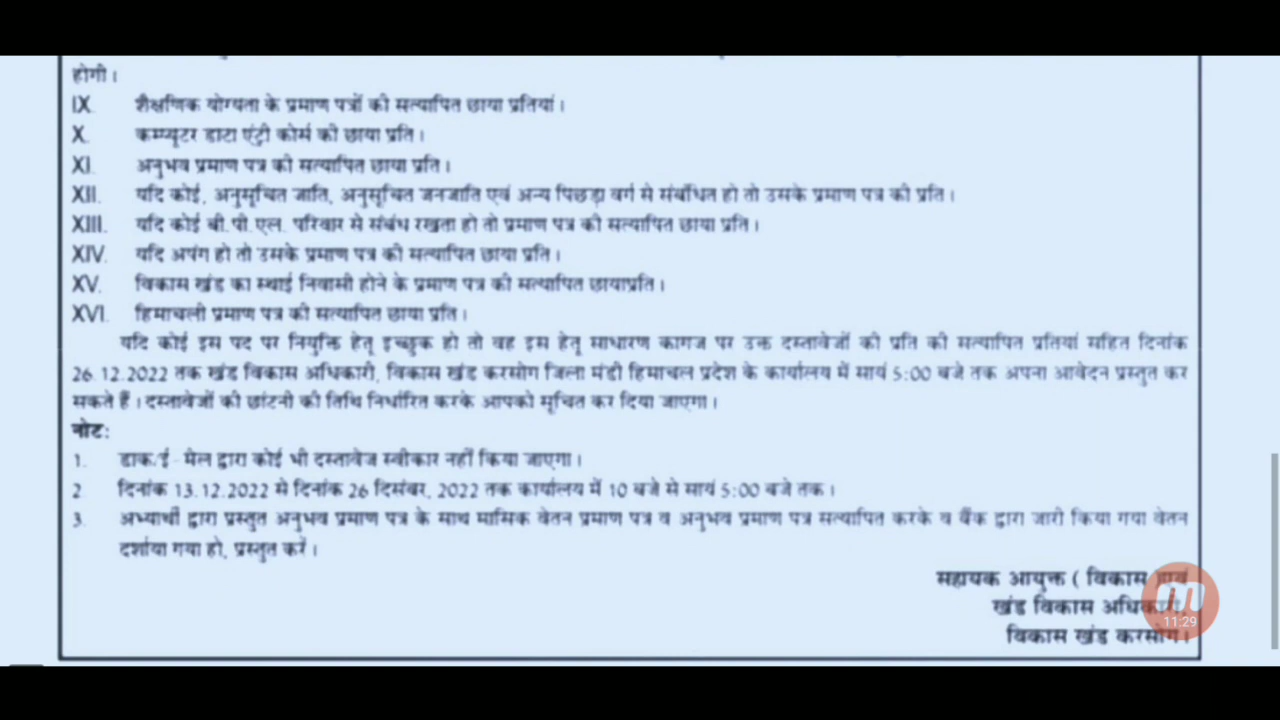 होगी।
IX. शैक्षणिक योग्यता के प्रमाण पत्रों की सत्यापित छाया प्रतियां।
X. कम्प्यूटर डाटा एंट्री कोर्स की छाया प्रति।
XI. अनुभव प्रमाण पत्र की सत्यापित छाया प्रति।
XII. यदि कोई, अनुसूचित जाति, अनुसूचित जनजाति एवं अन्य पिछड़ा वर्ग से संबंधित हो तो उसके प्रमाण पत्र की प्रति।
XIII. यदि कोई बी.पी.एल. परिवार से संबंध रखता हो तो प्रमाण पत्र की सत्यापित छाया प्रति।
XIV. यदि अपंग हो तो उसके प्रमाण पत्र की सत्यापित छाया प्रति।
XV. विकास खंड का स्थाई निवासी होने के प्रमाण पत्र की सत्यापित छायाप्रति।
XVI. हिमाचली प्रमाण पत्र की सत्यापित छाया प्रति।
यदि कोई इस पद पर नियुक्ति हेतू इच्छुक हो तो वह इस हेतू साधारण कागज पर उक्त दस्तावेजों की प्रति की सत्यापित प्रतियां सहित दिनांक
26.12.2022 तक खंड विकास अधिकारी, विकास खंड करसोग जिला मंडी हिमाचल प्रदेश के कार्यालय में सायं 5:00 बजे तक अपना आवेदन प्रस्तुत कर
सकते हैं। दस्तावेजों की छांटनी की तिथि निर्धारित करके आपको सूचित कर दिया जाएगा।
नोट:
1. डाक/ई-मेल द्वारा कोई भी दस्तावेज स्वीकार नहीं किया जाएगा।
2. दिनांक 13.12.2022 से दिनांक 26 दिसंबर, 2022 तक कार्यालय में 10 बजे से सायं 5:00 बजे तक।
3. अभ्यार्थी द्वारा प्रस्तुत अनुभव प्रमाण पत्र के साथ मासिक वेतन प्रमाण पत्र व अनुभव प्रमाण पत्र सत्यापित करके व बैंक द्वारा जारी किया गया वेतन
दर्शाया गया हो, प्रस्तुत करें।
सहायक आयुक्त (विकास
खंड विकास अधिकारी,
विकास खंड करसोग।
11:29